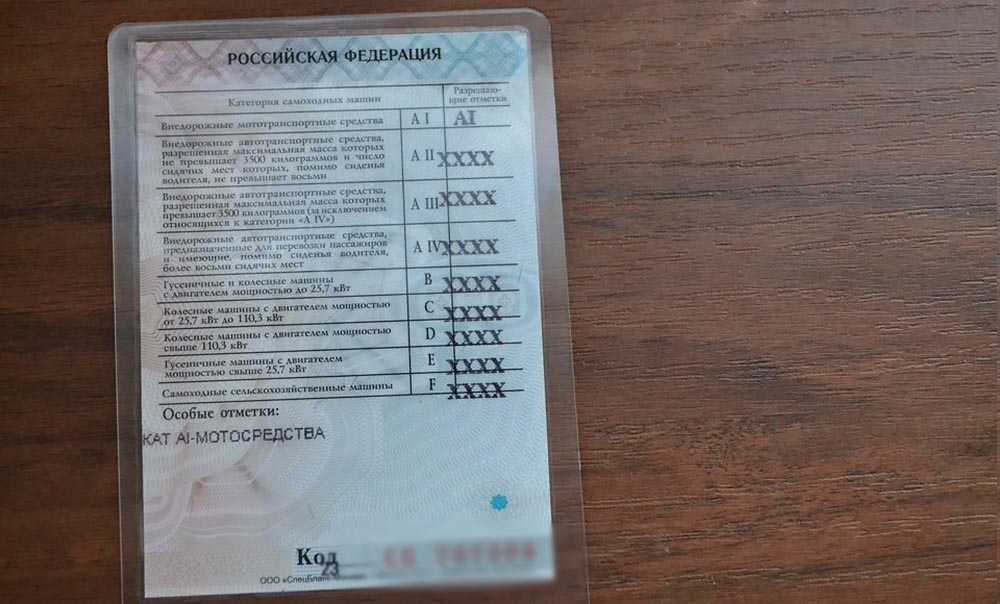 РОССИЙСКАЯ ФЕДЕРАЦИЯ
Категория самоходных машин
Разрешаю-
щие отметки
Внедорожные мототранспортные средства A I AI
Внедорожные автотранспортные средства,
разрешенная максимальная масса которых
не превышает 3500 килограммов и число
сидячих мест которых, помимо сиденья
водителя, не превышает восьми
A II XXXX
Внедорожные автотранспортные средства,
разрешенная максимальная масса которых
превышает 3500 килограммов (за исключением
относящихся к категории «A IV»)
A III XXXX
Внедорожные автотранспортные средства,
предназначенные для перевозки пассажиров
и имеющие, помимо сиденья водителя,
более восьми сидячих мест
A IV XXXX
Гусеничные и колесные машины
с двигателем мощностью до 25,7 кВт
B XXXX
Колесные машины с двигателем мощностью
от 25,7 кВт до 110,3 кВт
C XXXX
Колесные машины с двигателем мощностью
свыше 110,3 кВт
D XXXX
Гусеничные машины с двигателем
мощностью свыше 25,7 кВт
E XXXX
Самоходные сельскохозяйственные машины F XXXX
Особые отметки:
КАТ AI-МОТОСРЕДСТВА
Код
23
ООО